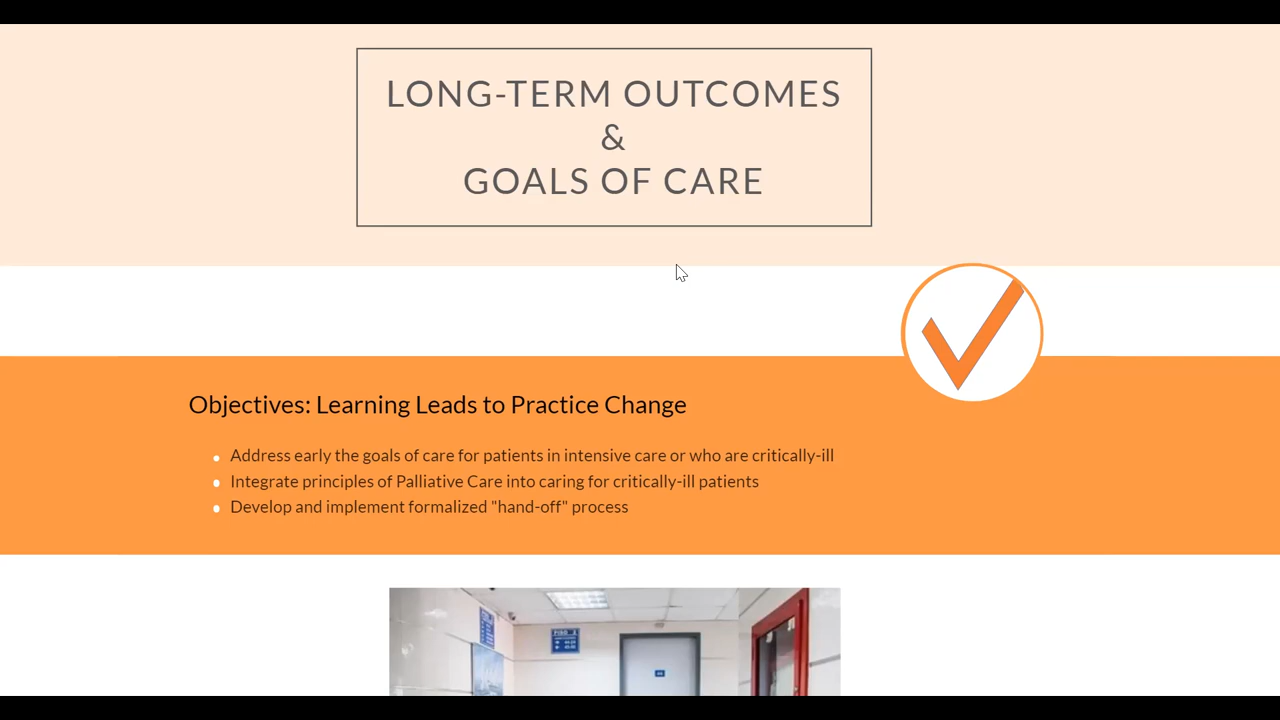 LONG-TERM OUTCOMES
&
GOALS OF CARE
Objectives: Learning Leads to Practice Change
Address early the goals of care for patients in intensive care or who are critically-ill
Integrate principles of Palliative Care into caring for critically-ill patients
Develop and implement formalized "hand-off" process